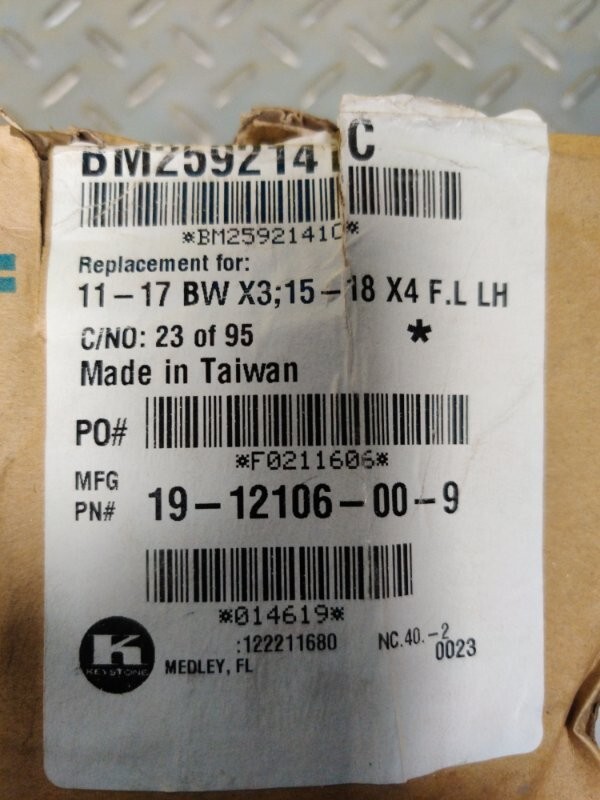 BM2592141C
*BM2592141C*
Replacement for:
11-17 BW X3;15-18 X4 F.L LH
C/NO: 23 of 95 *
Made in Taiwan
PO#
*F0211606*
MFG
PN# 19-12106-00-9
*014619*
:122211680 NC.40.-2
0023
K
KEYSTONE
MEDLEY, FL